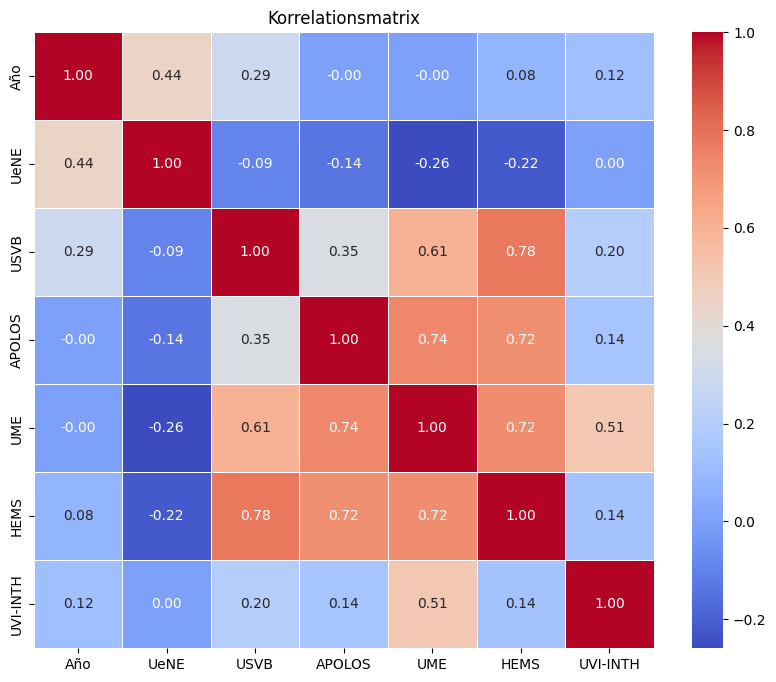 Korrelationsmatrix
Año 1.00 0.44 0.29 -0.00 -0.00 0.08 0.12
UeNE 0.44 1.00 -0.09 -0.14 -0.26 -0.22 0.00
USVB 0.29 -0.09 1.00 0.35 0.61 0.78 0.20
APOLOS -0.00 -0.14 0.35 1.00 0.74 0.72 0.14
UME -0.00 -0.26 0.61 0.74 1.00 0.72 0.51
HEMS 0.08 -0.22 0.78 0.72 0.72 1.00 0.14
UVI-INTH 0.12 0.00 0.20 0.14 0.51 0.14 1.00
Año UeNE USVB APOLOS UME HEMS UVI-INTH
1.0
0.8
0.6
0.4
0.2
0.0
−0.2